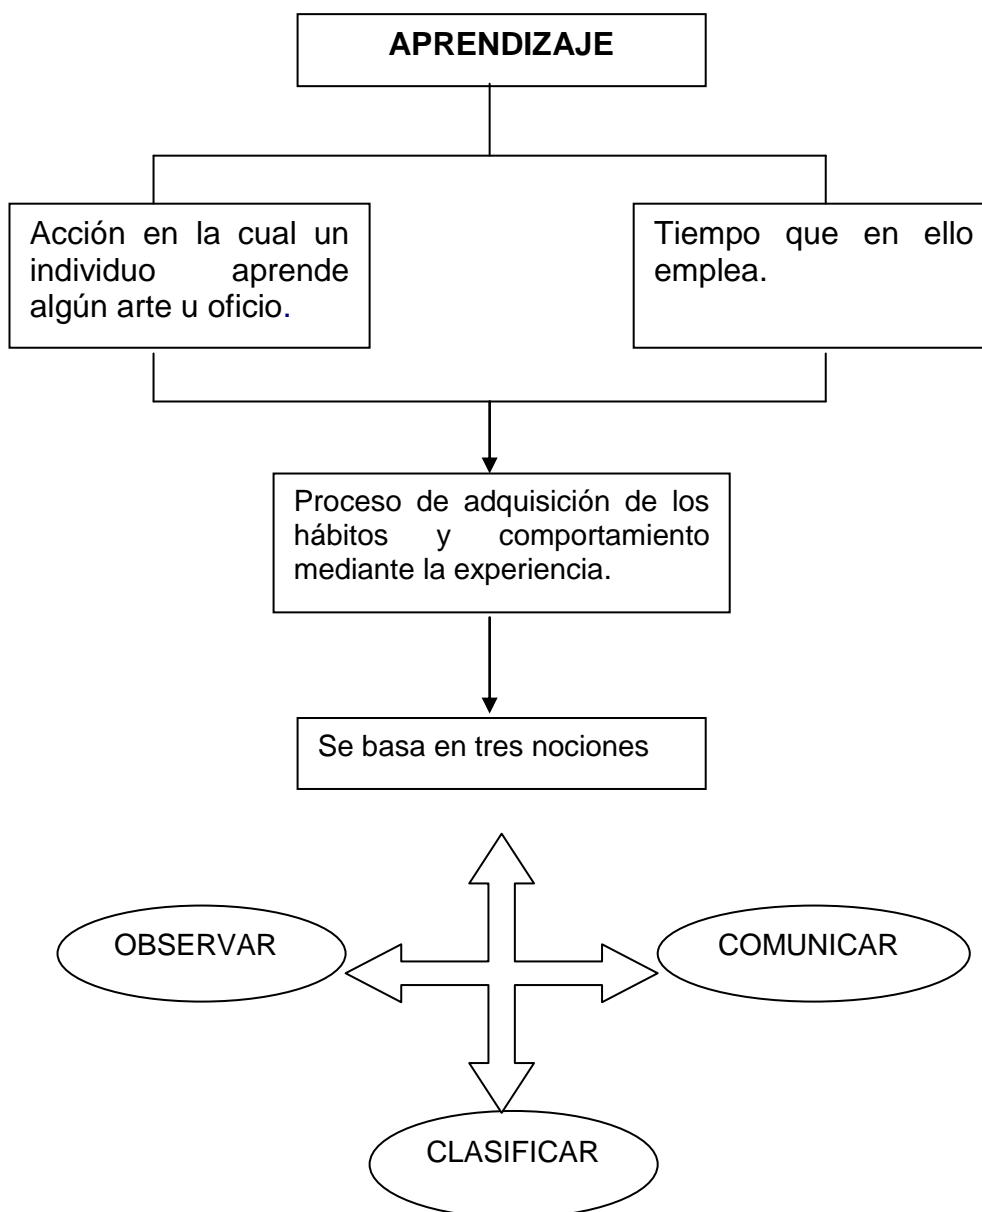 APRENDIZAJE
Acción en la cual un
individuo aprende
algún arte u oficio.
Tiempo que en ello
emplea.
Proceso de adquisición de los
hábitos y comportamiento
mediante la experiencia.
Se basa en tres nociones
OBSERVAR
COMUNICAR
CLASIFICAR